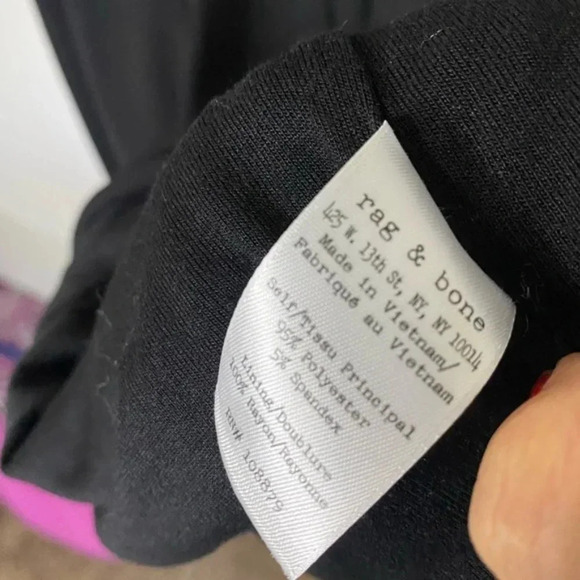 rag & bone
425 W. 13th St, NY, NY 10014
Made in Vietnam/
Fabriqué au Vietnam
Self/Tissu Principal
95% Polyester
5% Spandex
Lining/Doublure
100% Rayon/Rayonne
RN# 108879